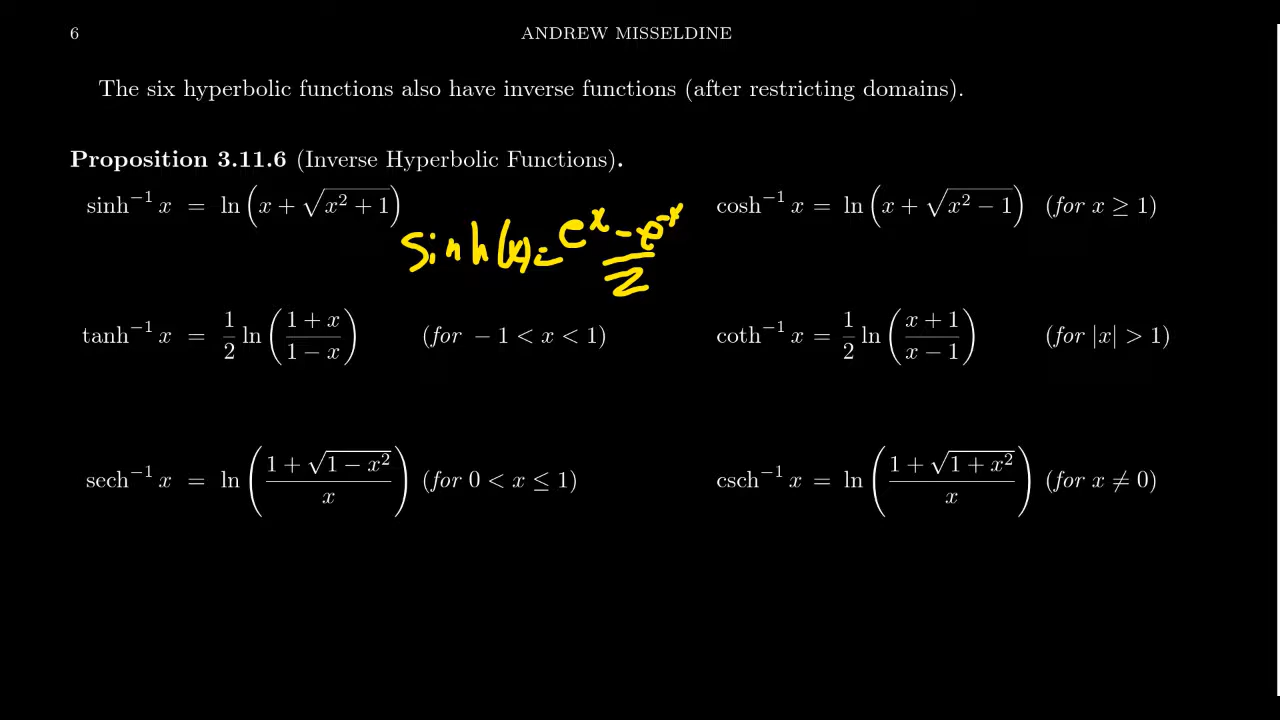 6 ANDREW MISSELDINE
The six hyperbolic functions also have inverse functions (after restricting domains).
Proposition 3.11.6 (Inverse Hyperbolic Functions).
sinh⁻¹ x = ln(x + √(x² + 1)) cosh⁻¹ x = ln(x + √(x² − 1)) (for x ≥ 1)
sinh(x) = (eˣ − e⁻ˣ)/2
tanh⁻¹ x = 1/2 ln((1 + x)/(1 − x)) (for − 1 < x < 1) coth⁻¹ x = 1/2 ln((x + 1)/(x − 1)) (for |x| > 1)
sech⁻¹ x = ln((1 + √(1 − x²))/x) (for 0 < x ≤ 1) csch⁻¹ x = ln((1 + √(1 + x²))/x) (for x ≠ 0)